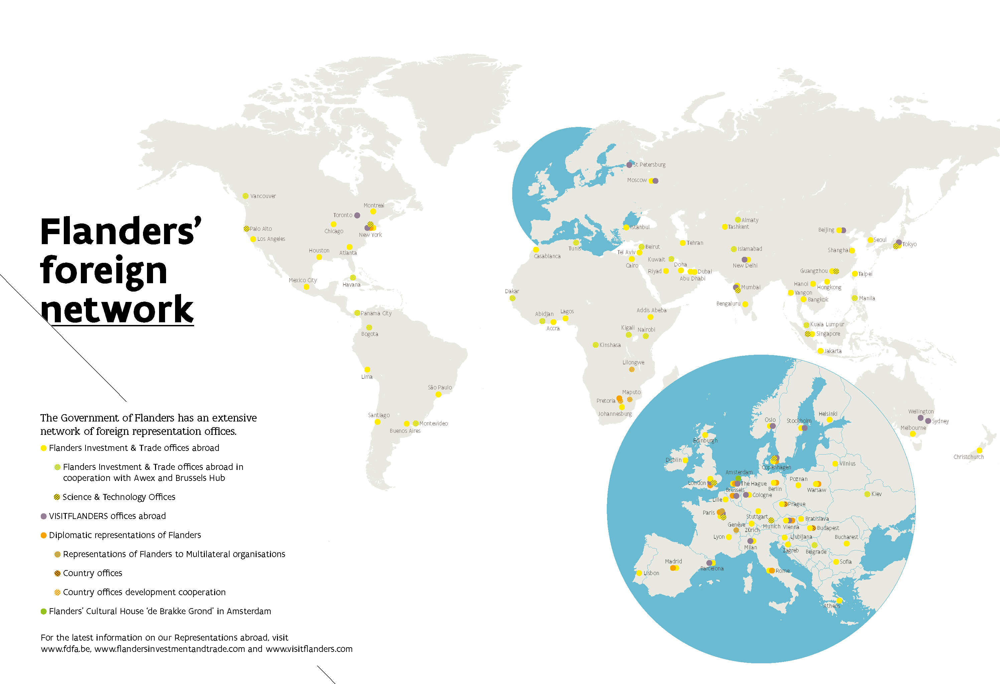 Flanders’
foreign
network
The Government of Flanders has an extensive
network of foreign representation offices.
Flanders Investment & Trade offices abroad
Flanders Investment & Trade offices abroad in
cooperation with Awex and Brussels Hub
Science & Technology Offices
VISITFLANDERS offices abroad
Diplomatic representations of Flanders
Representations of Flanders to Multilateral organisations
Country offices
Country offices development cooperation
Flanders’ Cultural House ‘de Brakke Grond’ in Amsterdam
For the latest information on our Representations abroad, visit
www.fdfa.be, www.flandersinvestmentandtrade.com and www.visitflanders.com
Vancouver
Montreal
Toronto
Palo Alto
Chicago
New York
Los Angeles
Houston
Atlanta
Mexico City
Havana
Panama City
Bogota
Lima
São Paulo
Santiago
Montevideo
Buenos Aires
St Petersburg
Moscow
Istanbul
Almaty
Tashkent
Beijing
Seoul
Tokyo
Tehran
Beirut
Tunis
Tel Aviv
Islamabad
Shanghai
Casablanca
Kuwait
Cairo
Doha
New Delhi
Riyad
Dubai
Guangzhou
Taipei
Abu Dhabi
Hanoi
Hongkong
Mumbai
Dakar
Yangon
Bangkok
Manila
Bengaluru
Abidjan
Lagos
Addis Abeba
Accra
Kigali
Nairobi
Kuala Lumpur
Singapore
Kinshasa
Jakarta
Lilongwe
Maputo
Pretoria
Johannesburg
Wellington
Sydney
Melbourne
Christchurch
Helsinki
Oslo
Stockholm
Edinburgh
Dublin
Copenhagen
Vilnius
Amsterdam
Poznan
London
The Hague
Berlin
Warsaw
Brussels
Kiev
Cologne
Lille
Prague
Paris
Stuttgart
Bratislava
Genève
Munich
Vienna
Budapest
Zürich
Lyon
Ljubljana
Bucharest
Milan
Zagreb
Belgrade
Madrid
Sofia
Barcelona
Lisbon
Rome
Athens